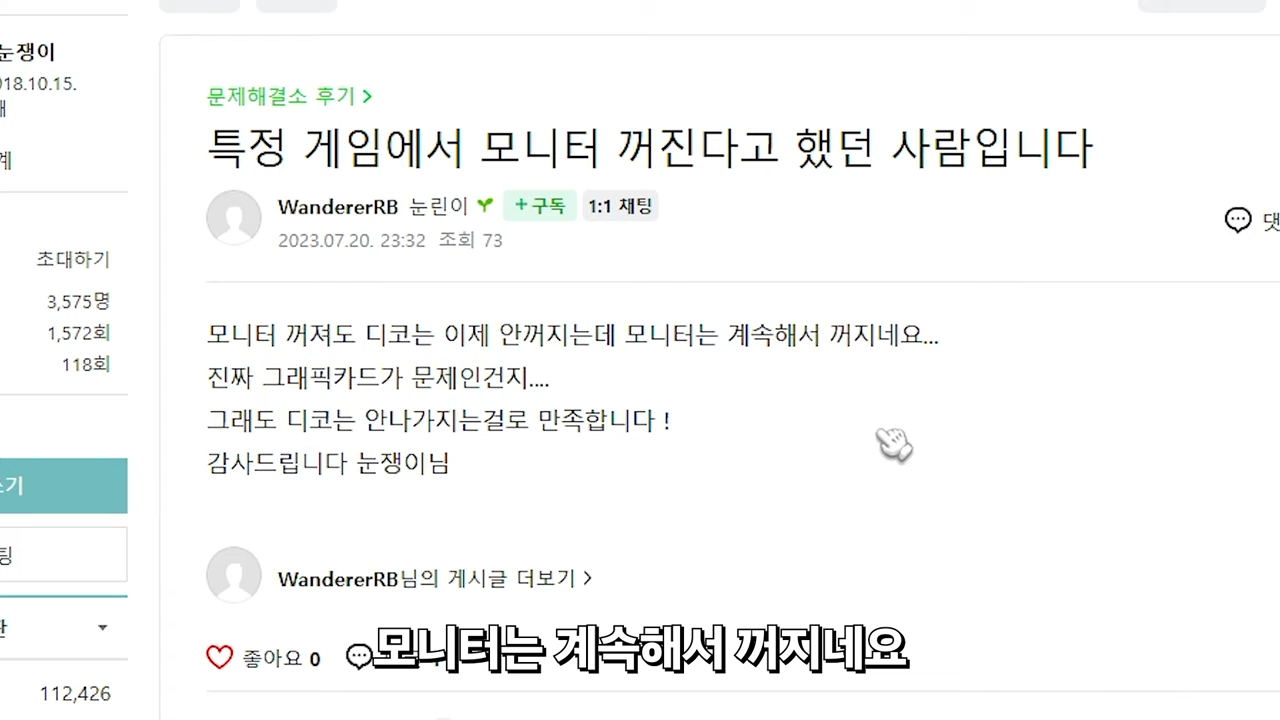 눈쟁이
018.10.15.
초대하기
3,575명
1,572회
118회
쓰기
112,426
문제해결소 후기 >
특정 게임에서 모니터 꺼진다고 했던 사람입니다
WandererRB 눈린이 +구독 1:1 채팅
2023.07.20. 23:32 조회 73
모니터 꺼져도 디코는 이제 안꺼지는데 모니터는 계속해서 꺼지네요...
진짜 그래픽카드가 문제인건지....
그래도 디코는 안나가지는걸로 만족합니다 !
감사드립니다 눈쟁이님
WandererRB님의 게시글 더보기 >
좋아요 0
모니터는 계속해서 꺼지네요